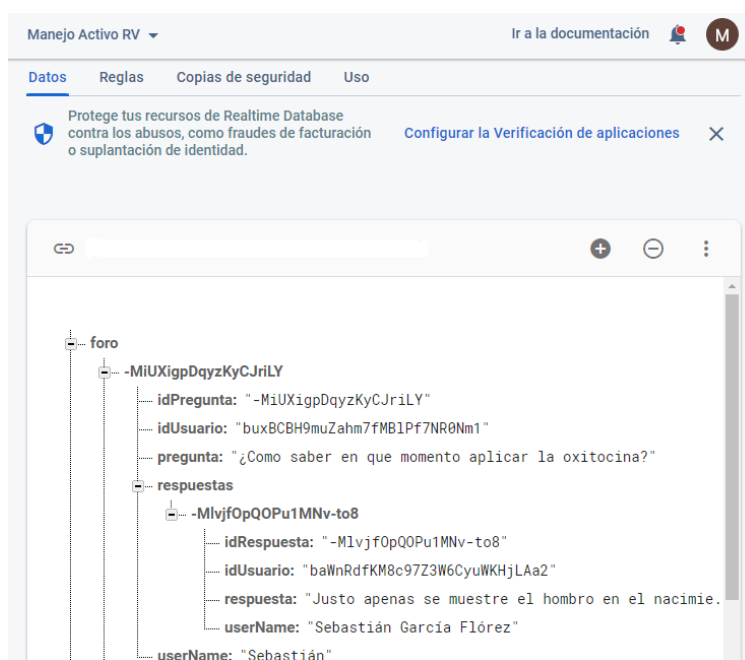 Manejo Activo RV
Ir a la documentación
M
Datos Reglas Copias de seguridad Uso
Protege tus recursos de Realtime Database
contra los abusos, como fraudes de facturación
o suplantación de identidad.
Configurar la Verificación de aplicaciones
foro
-MiUXigpDqyzKyCJriLY
idPregunta: "-MiUXigpDqyzKyCJriLY"
idUsuario: "buxBCBH9muZahm7fMBlPf7NR0Nm1"
pregunta: "¿Como saber en que momento aplicar la oxitocina?"
respuestas
-MlvjfOpQOPu1MNv-to8
idRespuesta: "-MlvjfOpQOPu1MNv-to8"
idUsuario: "baWnRdfKM8c97Z3W6CyuWKHjLAa2"
respuesta: "Justo apenas se muestre el hombro en el nacimie.
userName: "Sebastián García Flórez"
userName: "Sebastián"